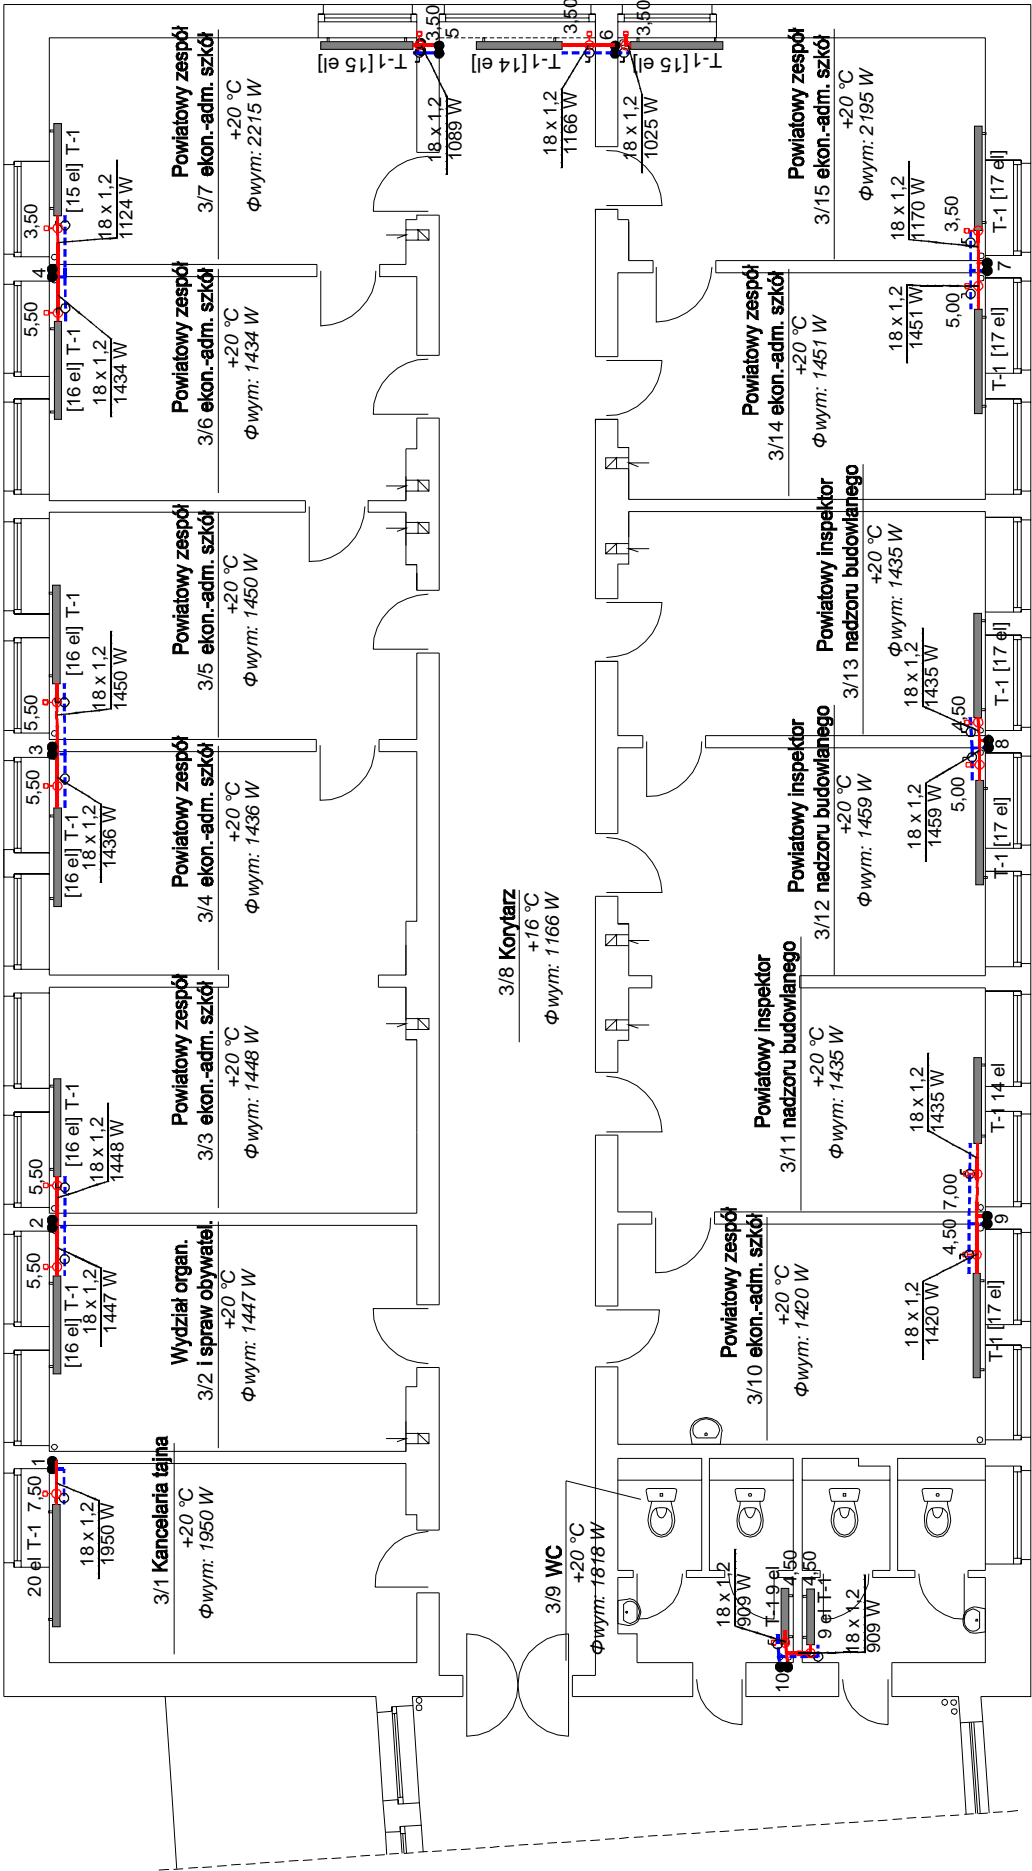 20 el T-1 7,50
1
18 x 1,2
1950 W
3/1 Kancelaria tajna
+20 °C
Φwym: 1950 W
5,50
2
5,50
[16 el] T-1
18 x 1,2
1447 W
[16 el] T-1
18 x 1,2
1448 W
Wydział organ.
3/2 i spraw obywatel.
+20 °C
Φwym: 1447 W
Powiatowy zespół
3/3 ekon.-adm. szkół
+20 °C
Φwym: 1448 W
5,50
3
5,50
[16 el] T-1
18 x 1,2
1436 W
[16 el] T-1
18 x 1,2
1450 W
Powiatowy zespół
3/4 ekon.-adm. szkół
+20 °C
Φwym: 1436 W
Powiatowy zespół
3/5 ekon.-adm. szkół
+20 °C
Φwym: 1450 W
5,50
4
3,50
[16 el] T-1
18 x 1,2
1434 W
[15 el] T-1
18 x 1,2
1124 W
Powiatowy zespół
3/6 ekon.-adm. szkół
+20 °C
Φwym: 1434 W
Powiatowy zespół
3/7 ekon.-adm. szkół
+20 °C
Φwym: 2215 W
T-1[15 el]
3,50
5
18 x 1,2
1089 W
T-1[14 el]
3,50
6
18 x 1,2
1166 W
T-1[15 el]
3,50
18 x 1,2
1025 W
3/8 Korytarz
+16 °C
Φwym: 1166 W
3/9 WC
+20 °C
Φwym: 1818 W
18 x 1,2
909 W
T-1 9 el
4,50
4,50
9 el T-1
18 x 1,2
909 W
10
Powiatowy zespół
3/10 ekon.-adm. szkół
+20 °C
Φwym: 1420 W
18 x 1,2
1420 W
4,50
7,00
9
T-1 [17 el]
T-1 14 el
18 x 1,2
1435 W
Powiatowy inspektor
3/11 nadzoru budowlanego
+20 °C
Φwym: 1435 W
Powiatowy inspektor
3/12 nadzoru budowlanego
+20 °C
Φwym: 1459 W
18 x 1,2
1459 W
5,00
4,50
8
T-1 [17 el]
T-1 [17 el]
18 x 1,2
1435 W
Powiatowy inspektor
3/13 nadzoru budowlanego
+20 °C
Φwym: 1435 W
Powiatowy zespół
3/14 ekon.-adm. szkół
+20 °C
Φwym: 1451 W
18 x 1,2
1451 W
5,00
3,50
7
T-1 [17 el]
T-1 [17 el]
18 x 1,2
1170 W
Powiatowy zespół
3/15 ekon.-adm. szkół
+20 °C
Φwym: 2195 W